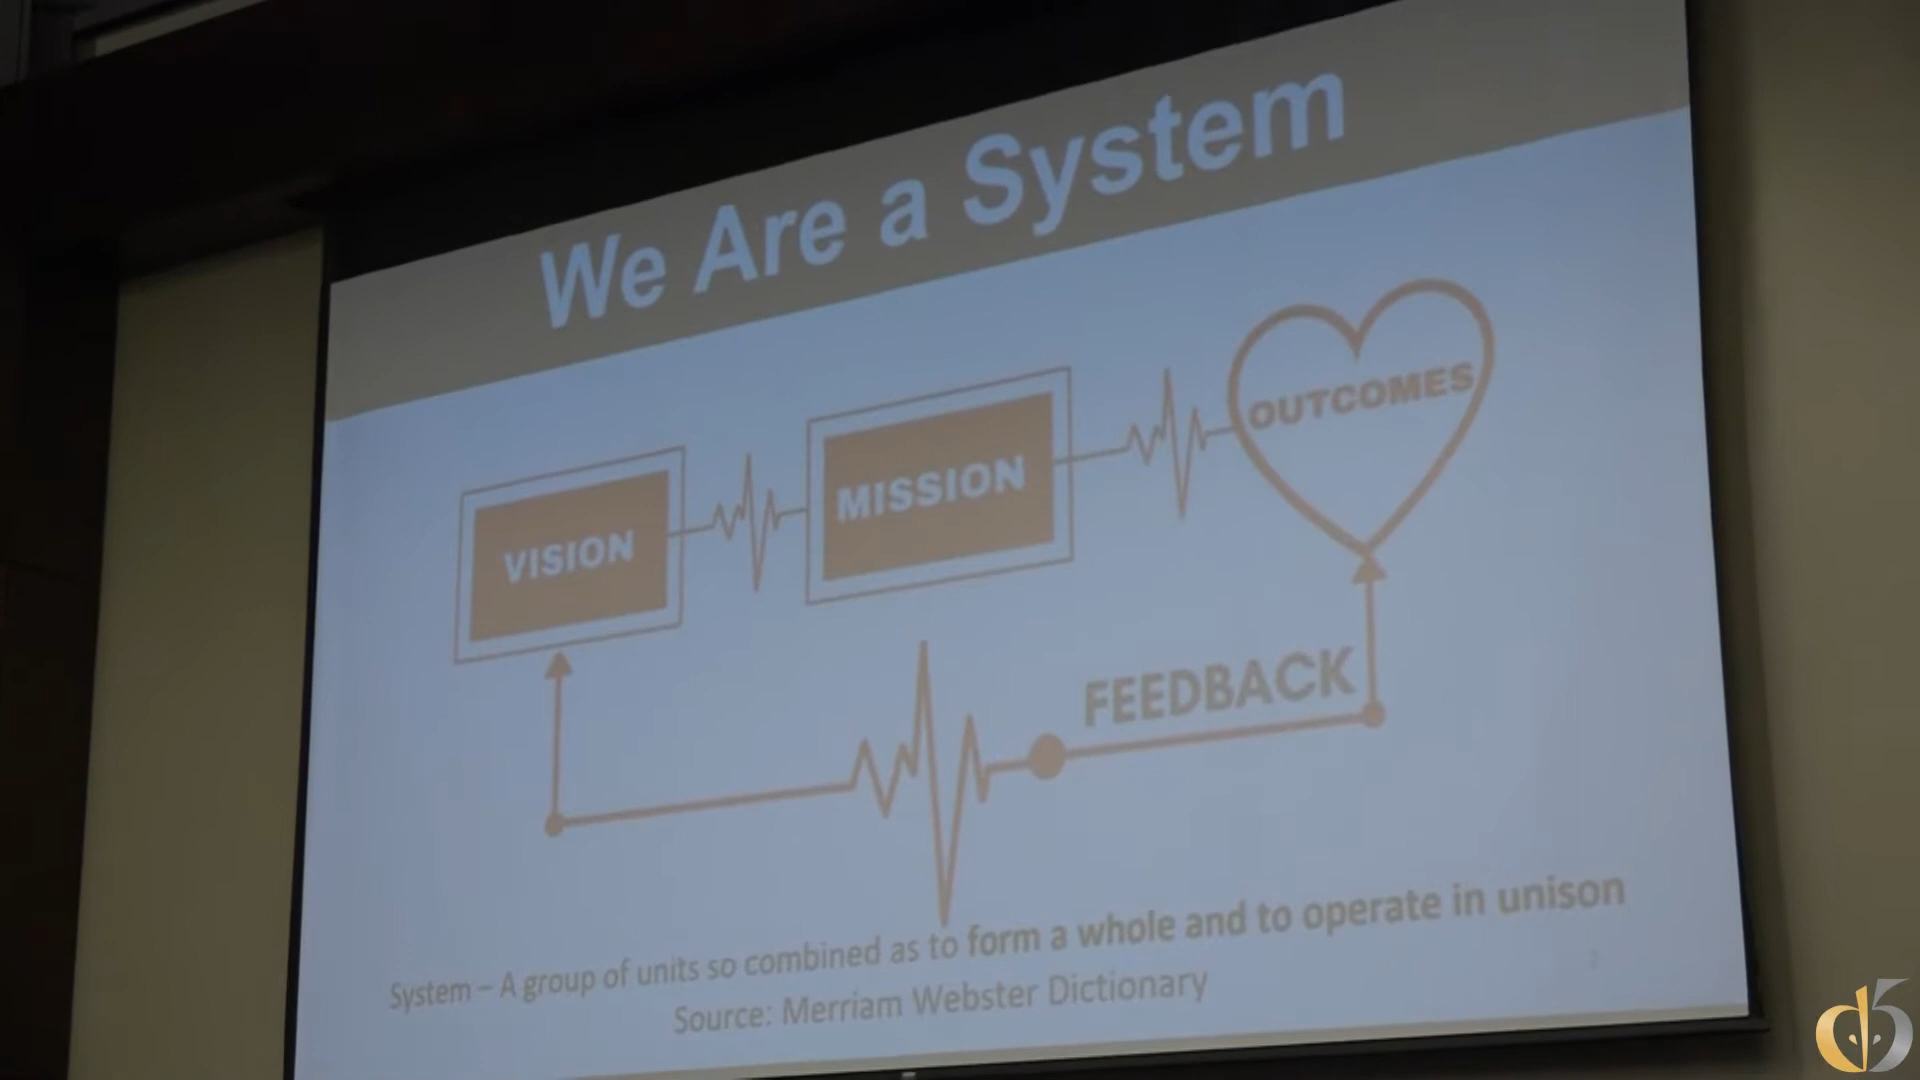 We Are a System
VISION
MISSION
OUTCOMES
FEEDBACK
System – A group of units so combined as to form a whole and to operate in unison
Source: Merriam Webster Dictionary
d5